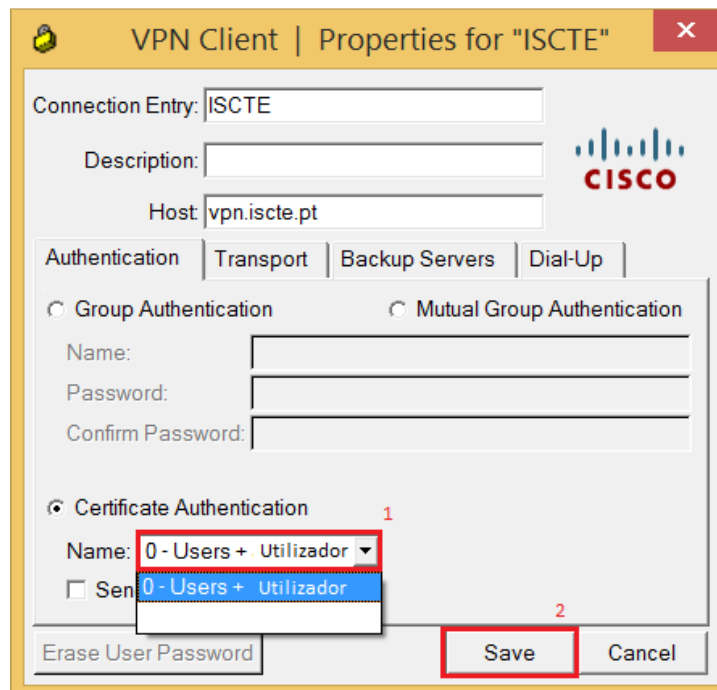 VPN Client | Properties for "ISCTE"
Connection Entry: ISCTE
Description:
CISCO
Host: vpn.iscte.pt
Authentication Transport Backup Servers Dial-Up
Group Authentication Mutual Group Authentication
Name:
Password:
Confirm Password:
Certificate Authentication
1
Name: 0 - Users + Utilizador
Sen 0 - Users + Utilizador
2
Erase User Password Save Cancel